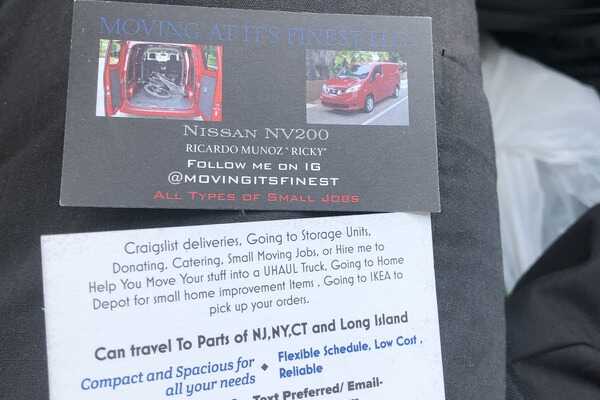 MOVING AT ITS FINEST LLC
NISSAN NV200
RICARDO MUNOZ "RICKY"
FOLLOW ME ON IG
@MOVINGITSFINEST
ALL TYPES OF SMALL JOBS
Craigslist deliveries, Going to Storage Units,
Donating, Catering, Small Moving Jobs, or Hire me to
Help You Move Your stuff into a UHAUL Truck, Going to Home
Depot for small home improvement Items , Going to IKEA to
pick up your orders.
Can travel To Parts of NJ,NY,CT and Long Island
Compact and Spacious for
all your needs
Flexible Schedule, Low Cost ,
Reliable
Text Preferred/ Email-